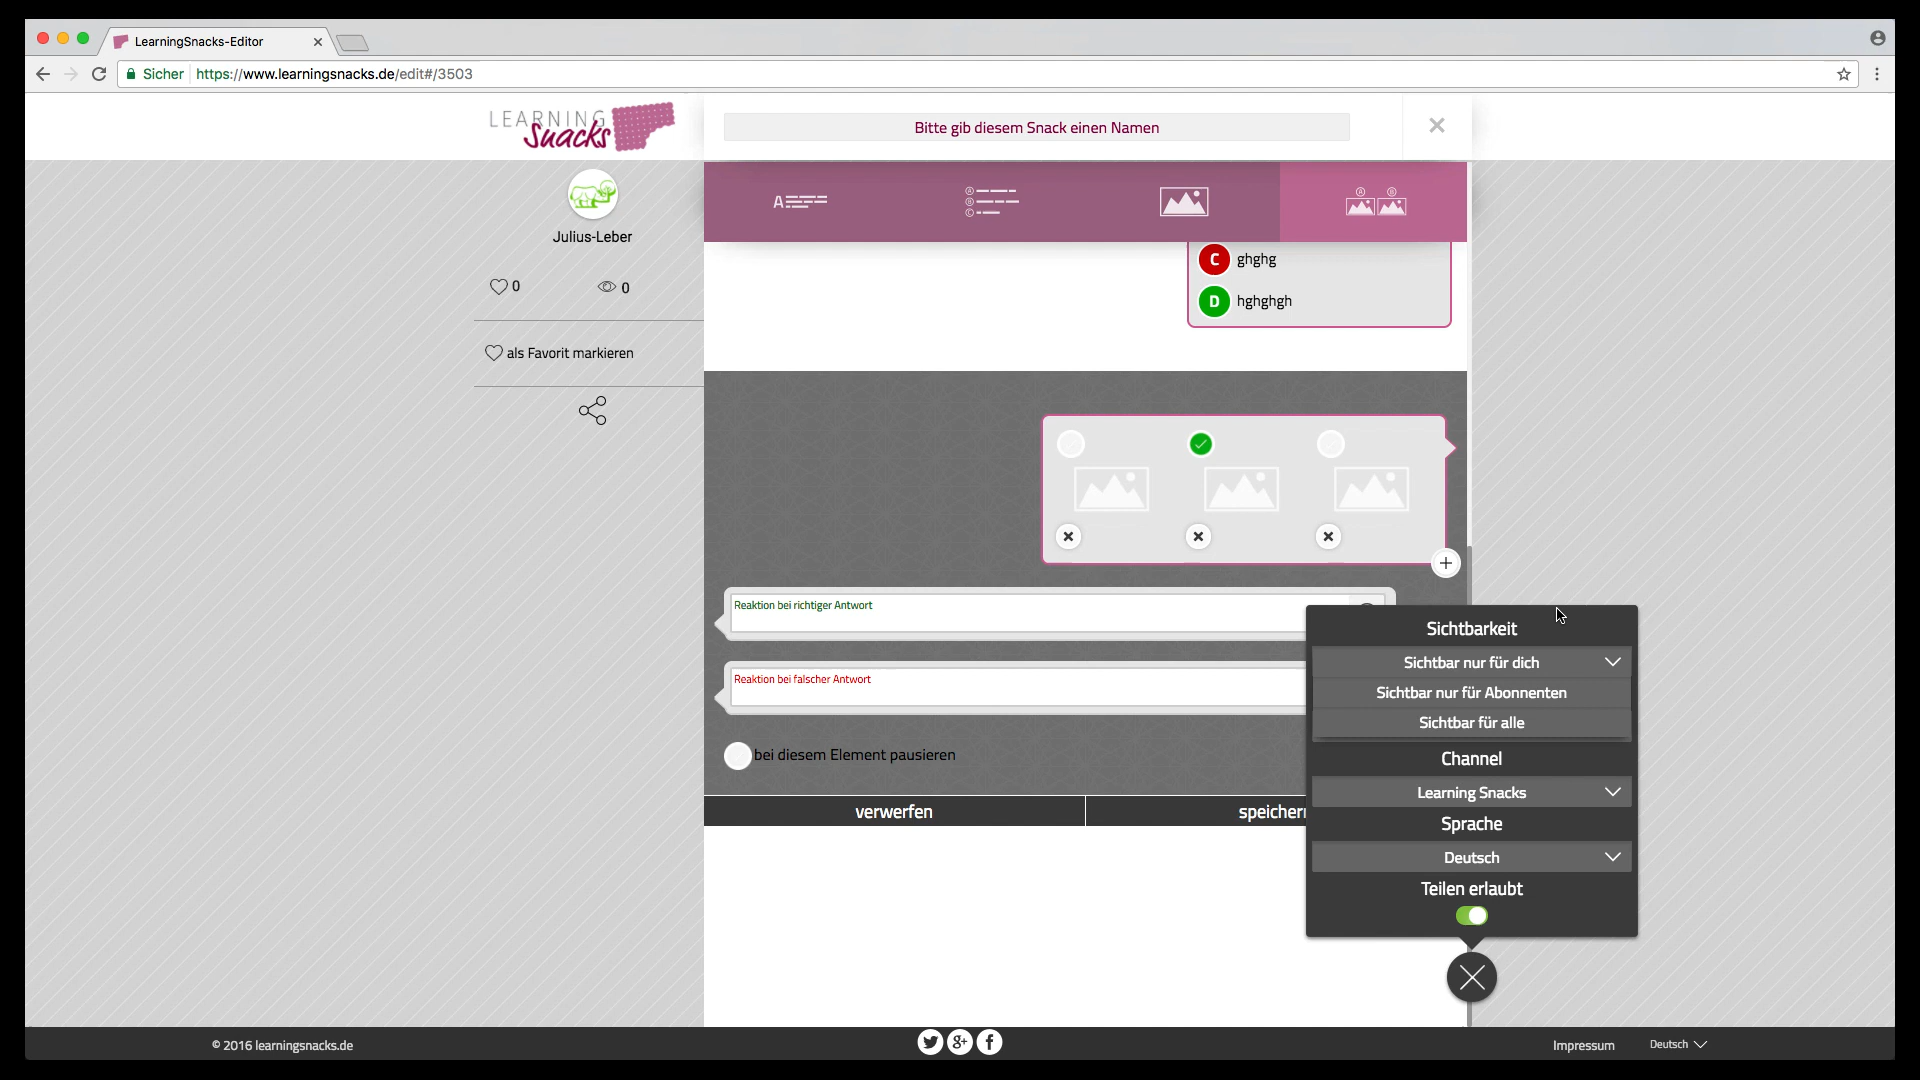 LearningSnacks-Editor
Sicher https://www.learningsnacks.de/edit#/3503
LEARNING
Snacks
Bitte gib diesem Snack einen Namen
A
A
B
C
A B
Julius-Leber
0 0
als Favorit markieren
C ghghg
D hghghgh
Reaktion bei richtiger Antwort
Reaktion bei falscher Antwort
bei diesem Element pausieren
verwerfen speichern
Sichtbarkeit
Sichtbar nur für dich
Sichtbar nur für Abonnenten
Sichtbar für alle
Channel
Learning Snacks
Sprache
Deutsch
Teilen erlaubt
© 2016 learningsnacks.de
g+ f
Impressum Deutsch